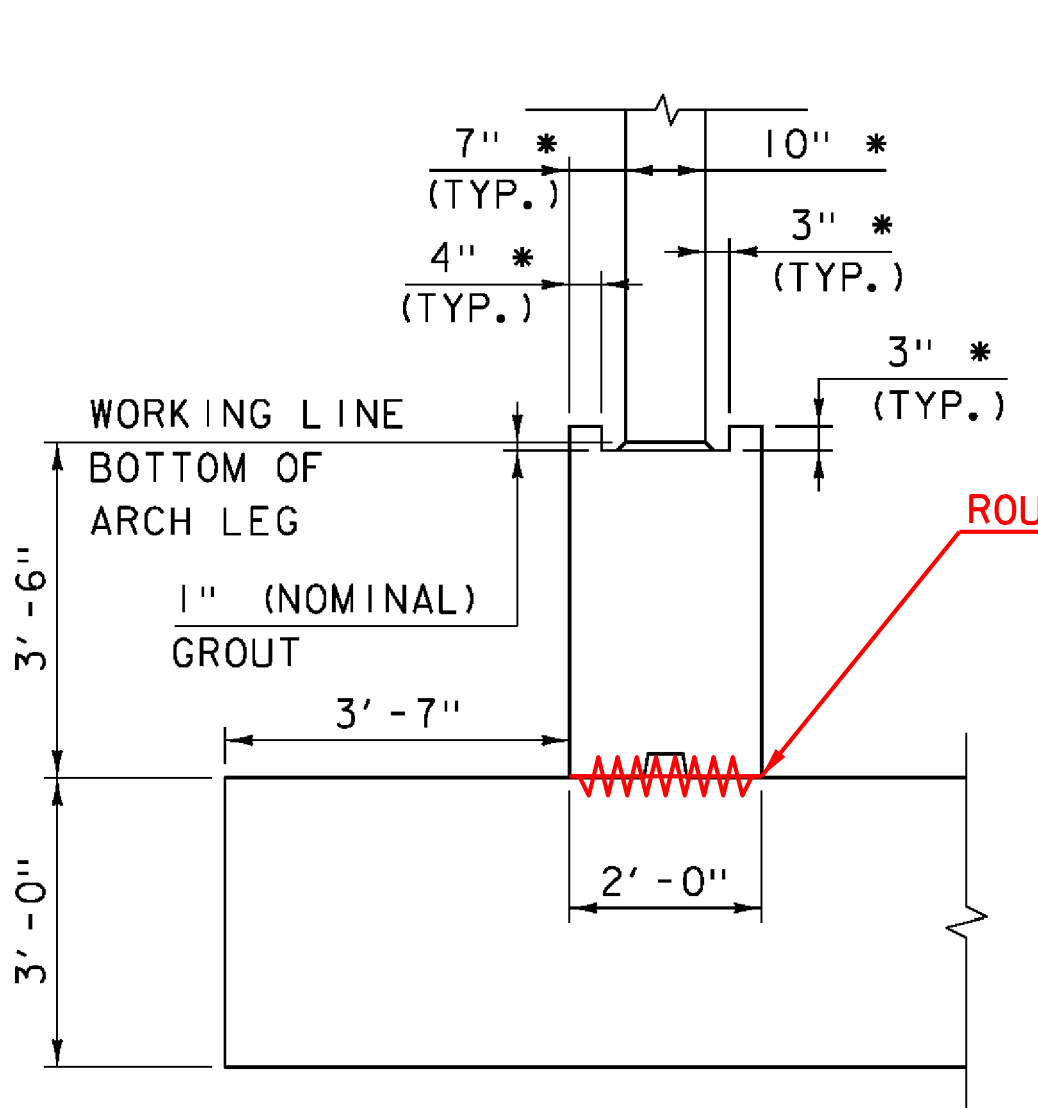 7" *
(TYP.)
10" *
4" *
(TYP.)
3" *
(TYP.)
3" *
(TYP.)
WORKING LINE
BOTTOM OF
ARCH LEG
3'-6"
1" (NOMINAL)
GROUT
3'-7"
2'-0"
3'-0"